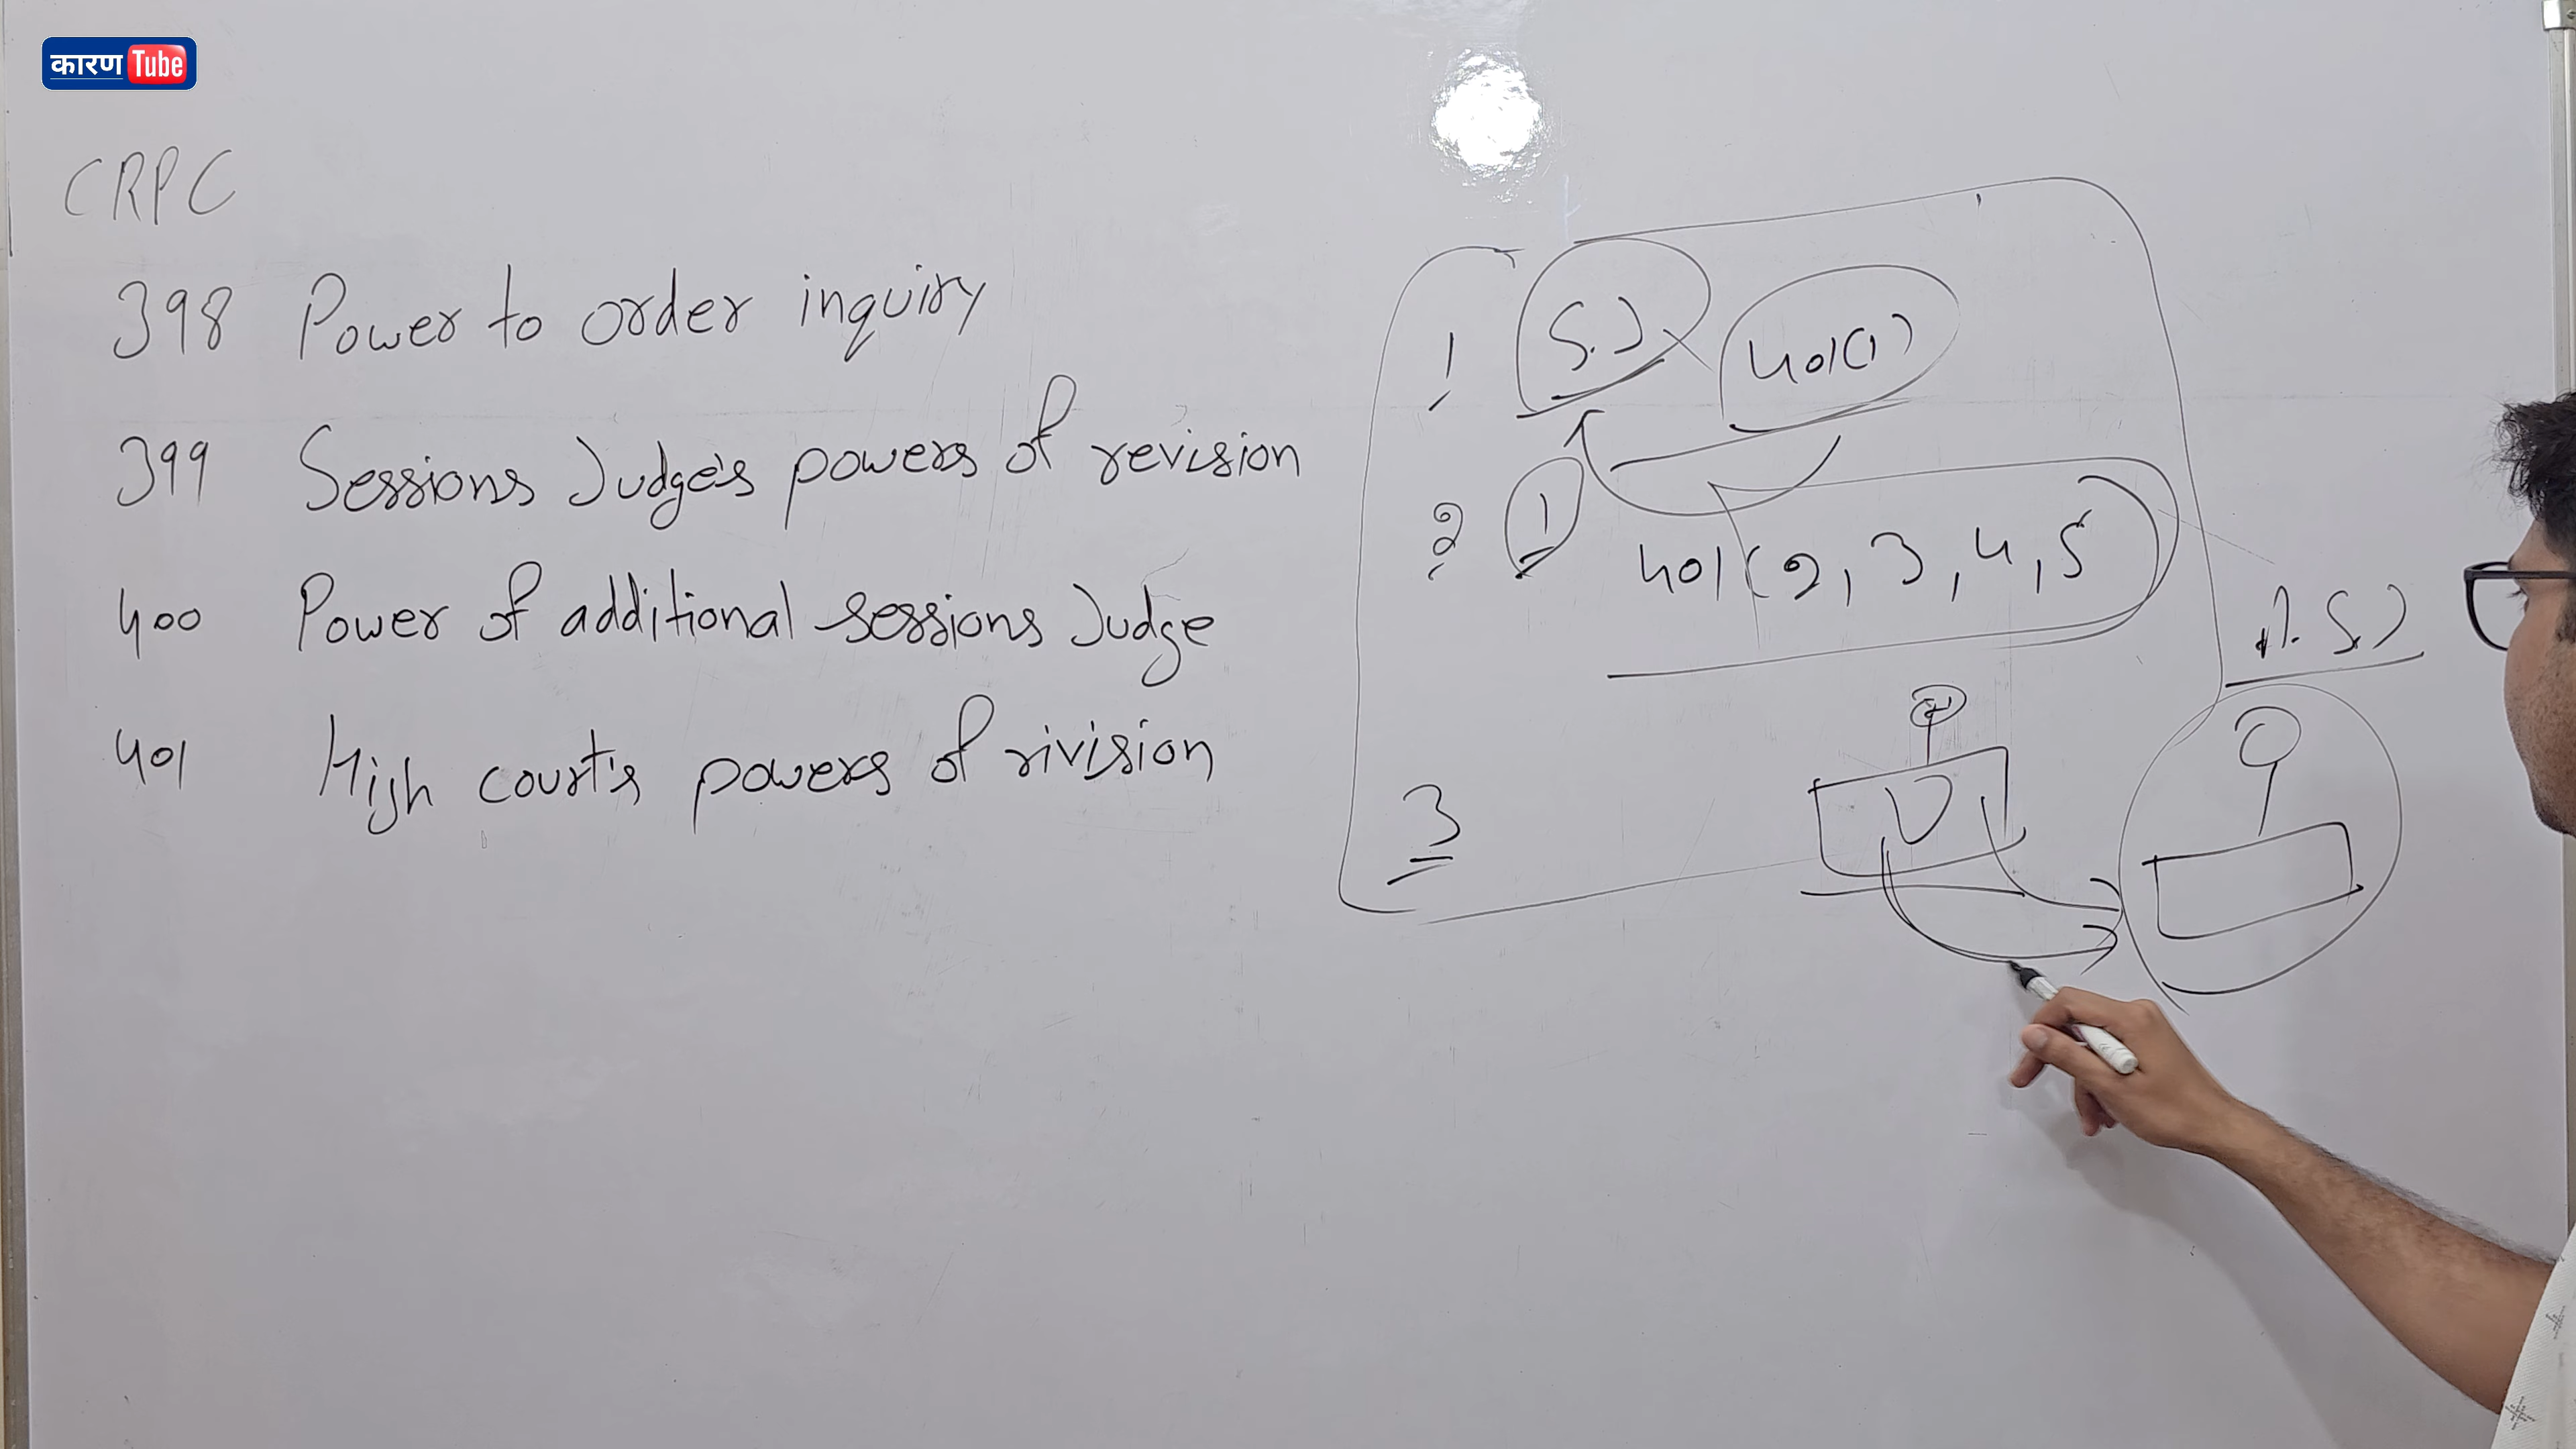 कारण Tube
CRPC
398 Power to order inquiry
399 Sessions Judge's powers of revision
400 Power of additional sessions Judge
401 High court's powers of rivision
1 S.J 401(1)
2 1 401(2, 3, 4, 5
A.S.J
3